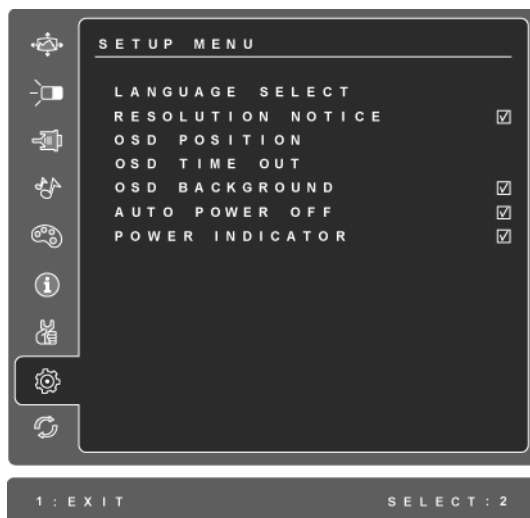 SETUP MENU
LANGUAGE SELECT
RESOLUTION NOTICE
OSD POSITION
OSD TIME OUT
OSD BACKGROUND
AUTO POWER OFF
POWER INDICATOR
1:EXIT SELECT:2